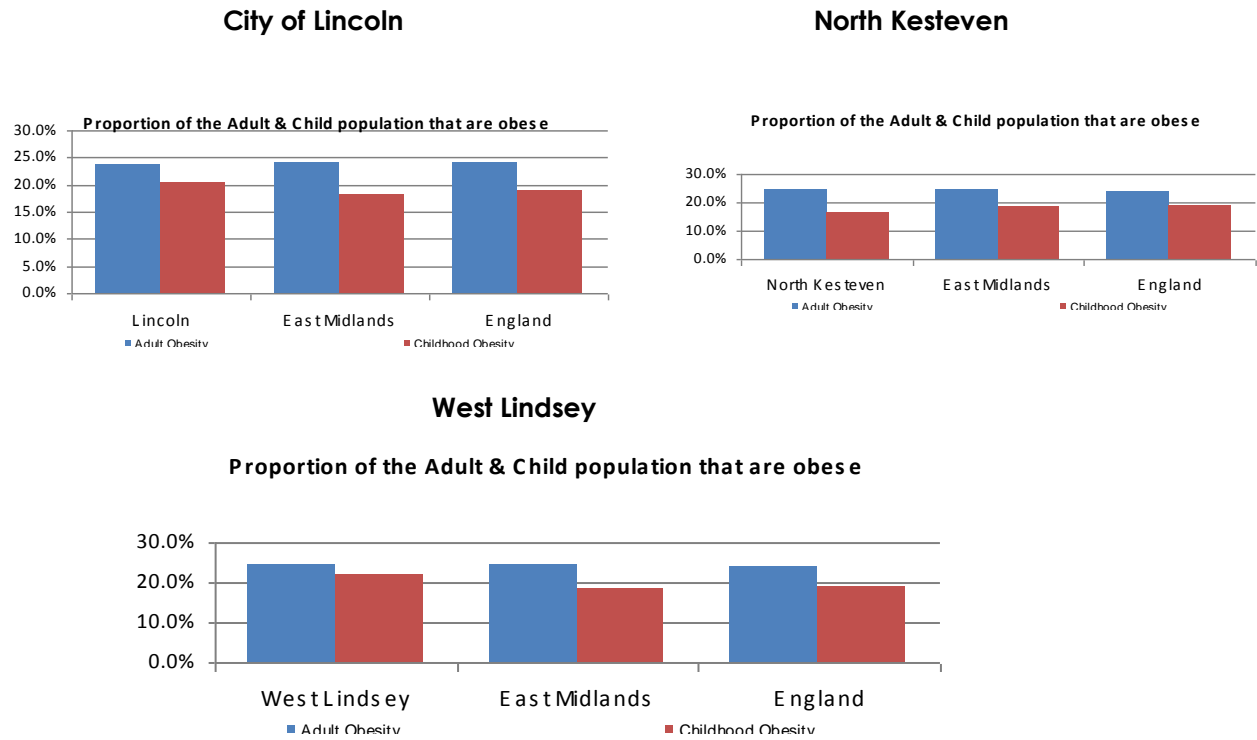 City of Lincoln
Proportion of the Adult & Child population that are obese
30.0%
25.0%
20.0%
15.0%
10.0%
5.0%
0.0%
Lincoln East Midlands England
Adult Obesity Childhood Obesity
North Kesteven
Proportion of the Adult & Child population that are obese
30.0%
20.0%
10.0%
0.0%
North Kesteven East Midlands England
Adult Obesity Childhood Obesity
West Lindsey
Proportion of the Adult & Child population that are obese
30.0%
20.0%
10.0%
0.0%
West Lindsey East Midlands England
Adult Obesity Childhood Obesity